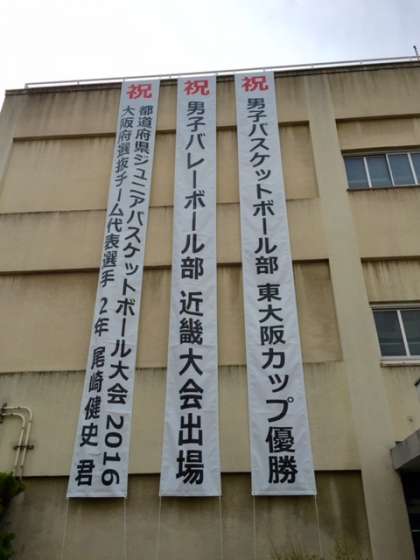 祝
男子バスケットボール部 東大阪カップ優勝
祝
男子バレーボール部 近畿大会出場
祝
都道府県ジュニアバスケットボール大会 2016
大阪府選抜チーム代表選手 2年 尾崎健史 君